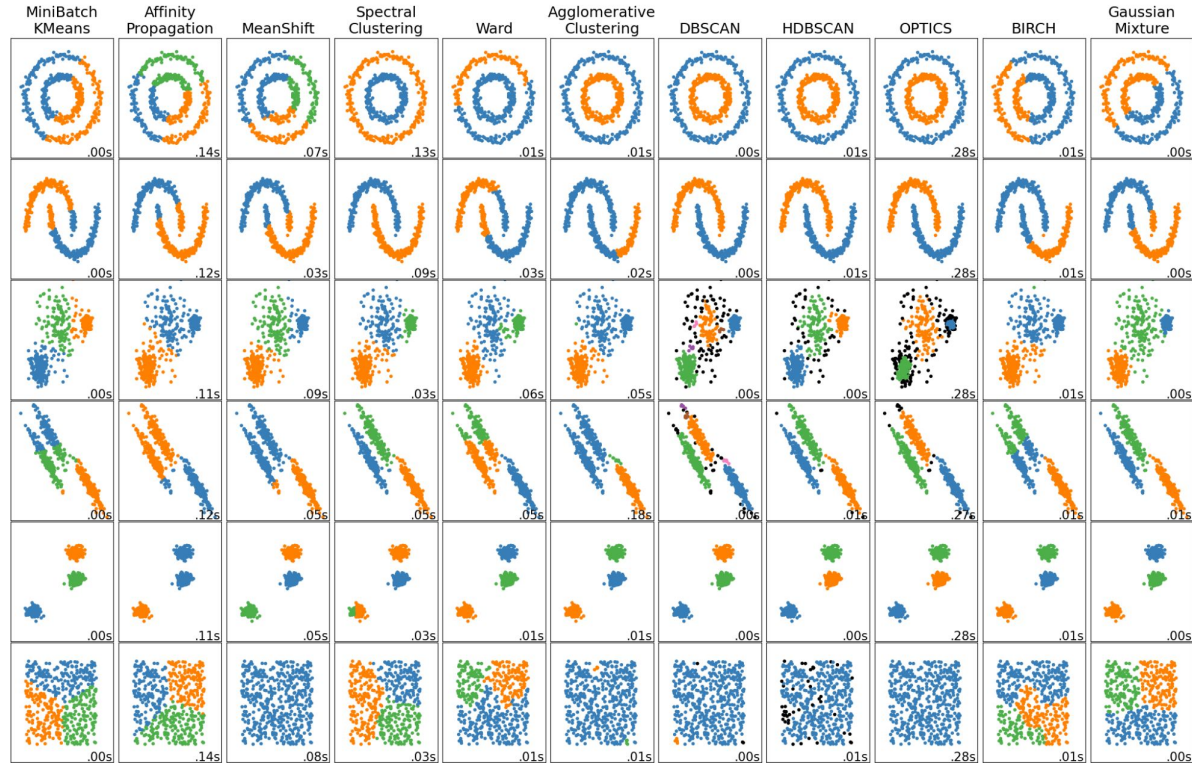 MiniBatch
KMeans
Affinity
Propagation
MeanShift
Spectral
Clustering
Ward
Agglomerative
Clustering
DBSCAN
HDBSCAN
OPTICS
BIRCH
Gaussian
Mixture
.00s .14s .07s .13s .01s .01s .00s .01s .28s .01s .00s
.00s .12s .03s .09s .03s .02s .00s .01s .28s .01s .00s
.00s .11s .09s .03s .06s .05s .00s .00s .28s .01s .00s
.00s .12s .05s .05s .05s .18s .00s .01s .27s .01s .01s
.00s .11s .05s .03s .01s .01s .00s .00s .28s .01s .00s
.00s .14s .08s .03s .01s .01s .00s .01s .28s .01s .00s